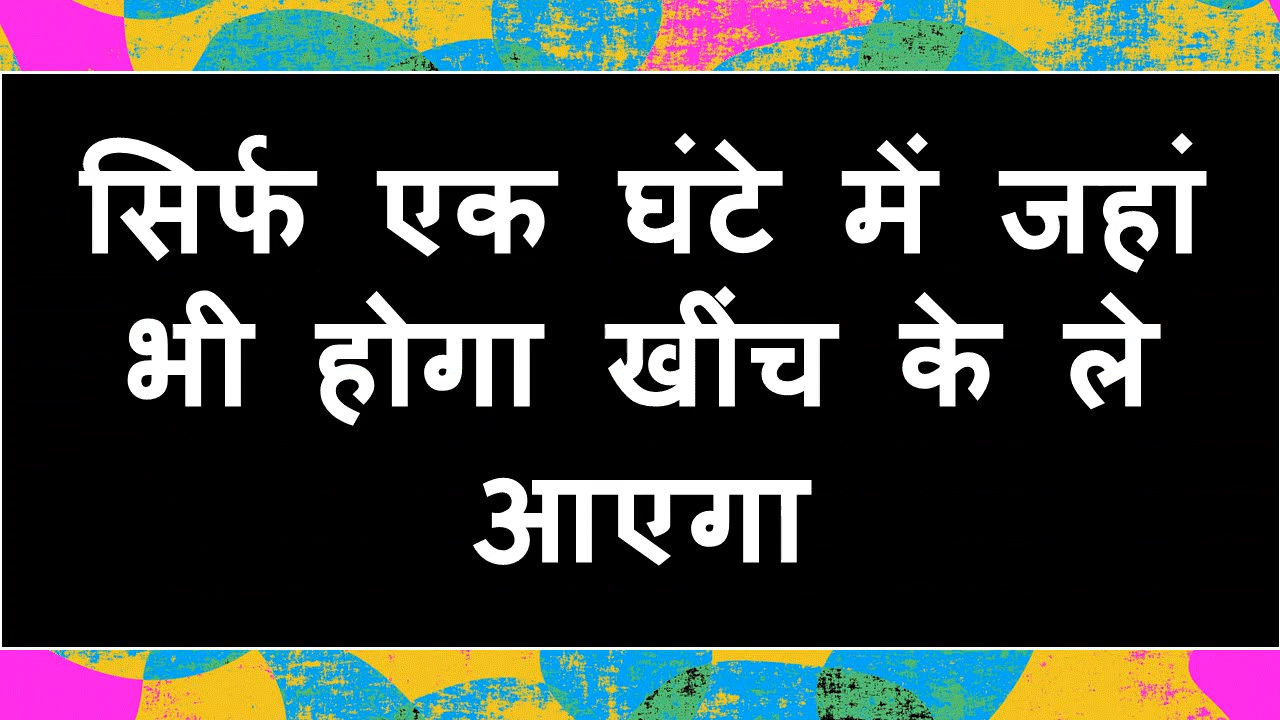 सिर्फ एक घंटे में जहां
भी होगा खींच के ले
आएगा